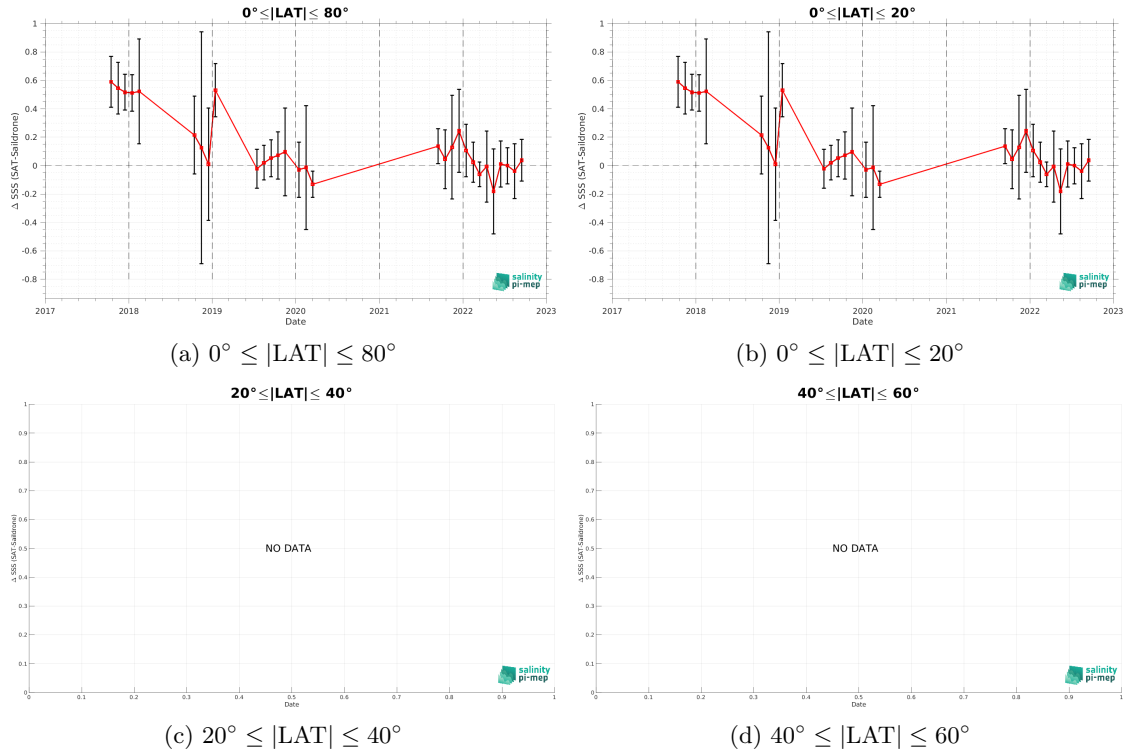 0°≤|LAT|≤ 80°
1
0.8
0.6
0.4
0.2
0
-0.2
-0.4
-0.6
-0.8
Δ SSS (SAT-Saildrone)
2017 2018 2019 2020 2021 2022 2023
Date
salinity
pi-mep
(a) 0° ≤ |LAT| ≤ 80°
0°≤|LAT|≤ 20°
1
0.8
0.6
0.4
0.2
0
-0.2
-0.4
-0.6
-0.8
Δ SSS (SAT-Saildrone)
2017 2018 2019 2020 2021 2022 2023
Date
salinity
pi-mep
(b) 0° ≤ |LAT| ≤ 20°
20°≤|LAT|≤ 40°
1
0.9
0.8
0.7
0.6
0.5
0.4
0.3
0.2
0.1
0
Δ SSS (SAT-Saildrone)
NO DATA
0 0.1 0.2 0.3 0.4 0.5 0.6 0.7 0.8 0.9 1
Date
salinity
pi-mep
(c) 20° ≤ |LAT| ≤ 40°
40°≤|LAT|≤ 60°
1
0.9
0.8
0.7
0.6
0.5
0.4
0.3
0.2
0.1
0
Δ SSS (SAT-Saildrone)
NO DATA
0 0.1 0.2 0.3 0.4 0.5 0.6 0.7 0.8 0.9 1
Date
salinity
pi-mep
(d) 40° ≤ |LAT| ≤ 60°